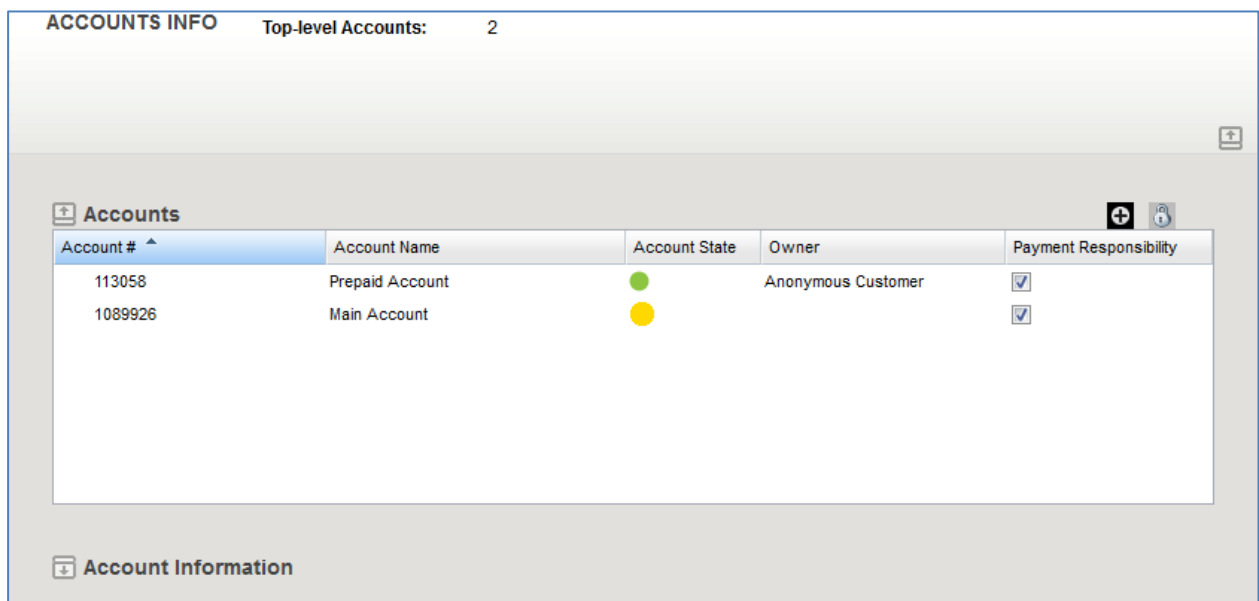 ACCOUNTS INFO Top-level Accounts: 2
Accounts
Account # Account Name Account State Owner Payment Responsibility
113058 Prepaid Account Anonymous Customer
1089926 Main Account
Account Information